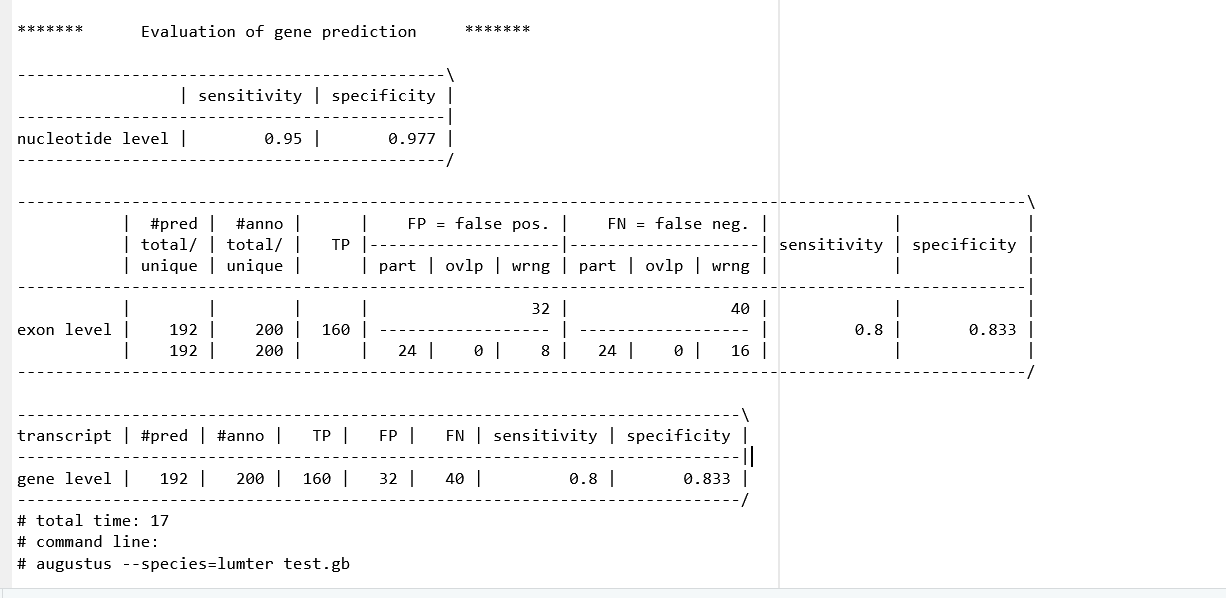 *******      Evaluation of gene prediction     *******
---------------------------------------------\
                 | sensitivity | specificity |
---------------------------------------------|
nucleotide level |        0.95 |       0.977 |
---------------------------------------------/
----------------------------------------------------------------------------------------------------------\
           |  #pred |  #anno |      |    FP = false pos. |    FN = false neg. |             |             |
           | total/ | total/ |   TP |--------------------|--------------------| sensitivity | specificity |
           | unique | unique |      | part | ovlp | wrng | part | ovlp | wrng |             |             |
----------------------------------------------------------------------------------------------------------|
           |        |        |      |                 32 |                 40 |             |             |
exon level |    192 |    200 |  160 | ------------------ | ------------------ |         0.8 |       0.833 |
           |    192 |    200 |      |   24 |    0 |    8 |   24 |    0 |   16 |             |             |
----------------------------------------------------------------------------------------------------------/
----------------------------------------------------------------------------\
transcript | #pred | #anno |   TP |   FP |   FN | sensitivity | specificity |
----------------------------------------------------------------------------|
gene level |   192 |   200 |  160 |   32 |   40 |         0.8 |       0.833 |
----------------------------------------------------------------------------/
# total time: 17
# command line:
# augustus --species=lumter test.gb